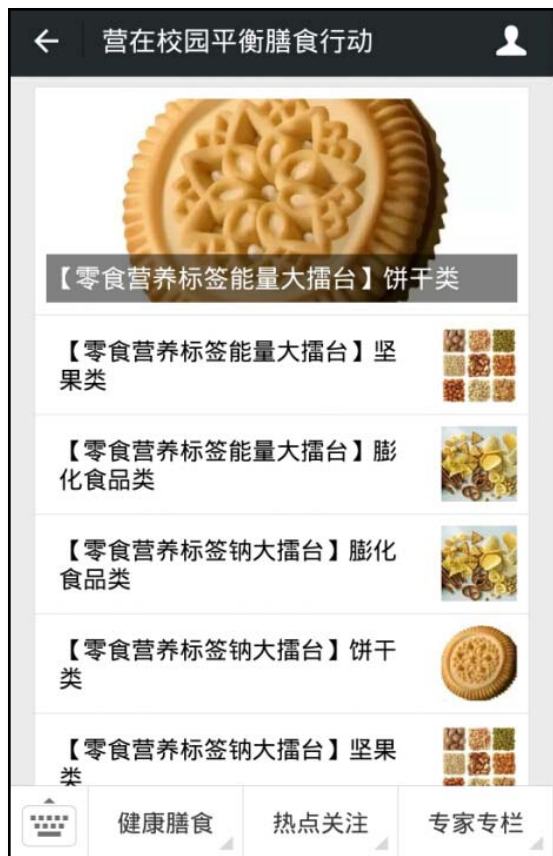 营在校园平衡膳食行动
【零食营养标签能量大擂台】饼干类
【零食营养标签能量大擂台】坚
果类
【零食营养标签能量大擂台】膨
化食品类
【零食营养标签钠大擂台】膨化
食品类
【零食营养标签钠大擂台】饼干
类
【零食营养标签钠大擂台】坚果
类
健康膳食
热点关注
专家专栏